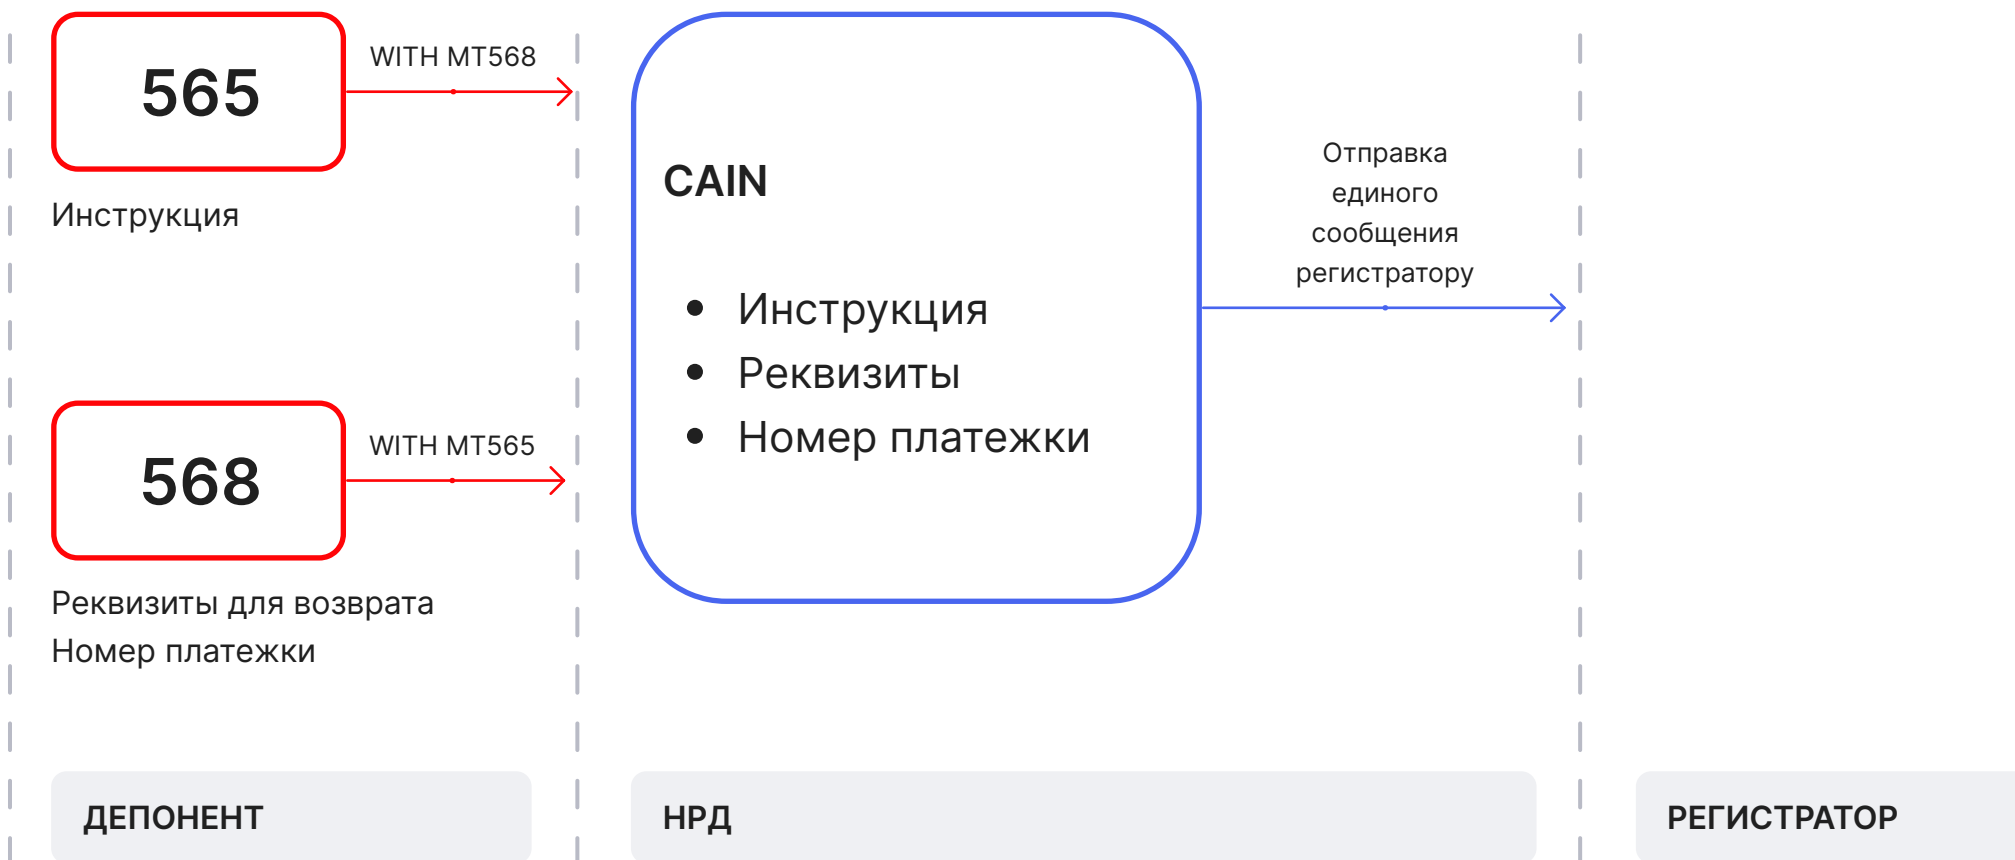 565
WITH MT568
Инструкция
568
WITH MT565
Реквизиты для возврата
Номер платежки
CAIN
• Инструкция
• Реквизиты
• Номер платежки
Отправка
единого
сообщения
регистратору
ДЕПОНЕНТ
НРД
РЕГИСТРАТОР